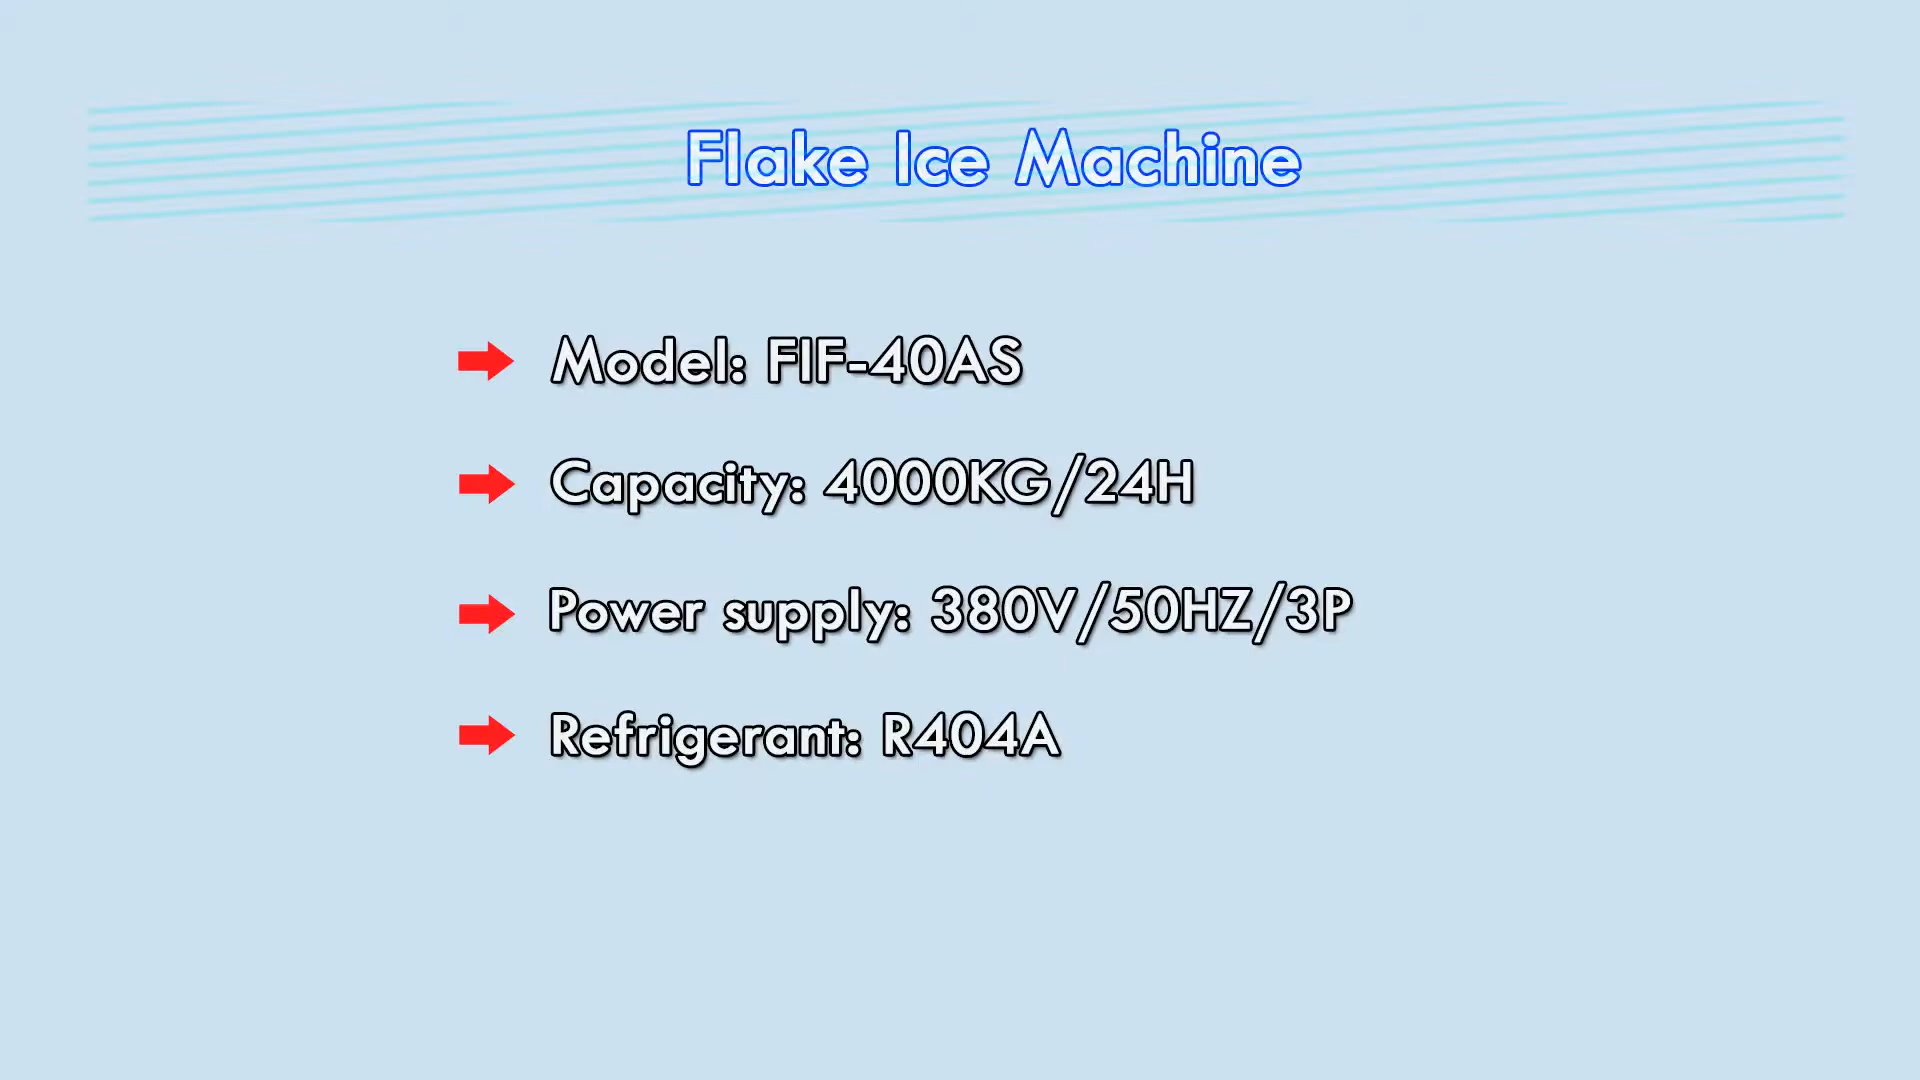 Flake Ice Machine
Model: FIF-40AS
Capacity: 4000KG/24H
Power supply: 380V/50HZ/3P
Refrigerant: R404A